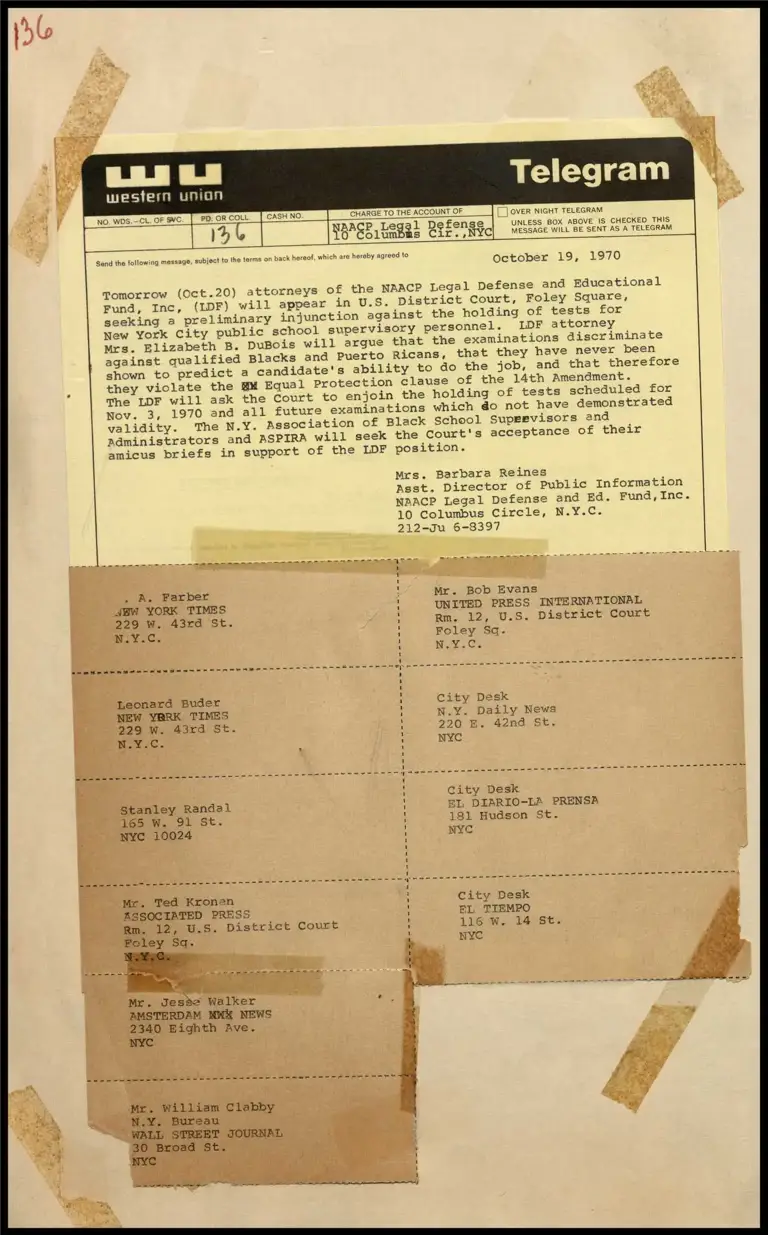 136
western union
Telegram
NO. WDS.-CL. OF SVC.
PD. OR COLL
CASH NO.
CHARGE TO THE ACCOUNT OF
OVER NIGHT TELEGRAM
UNLESS BOX ABOVE IS CHECKED THIS
MESSAGE WILL BE SENT AS A TELEGRAM
136
NAACP Legal Defense
10 Columbus Cir.,NYC
Send the following message, subject to the terms on back hereof, which are hereby agreed to
October 19, 1970
Tomorrow (Oct.20) attorneys of the NAACP Legal Defense and Educational
Fund, Inc, (LDF) will appear in U.S. District Court, Foley Square,
seeking a preliminary injunction against the holding of tests for
New York City public school supervisory personnel. LDF attorney
Mrs. Elizabeth B. DuBois will argue that the examinations discriminate
against qualified Blacks and Puerto Ricans, that they have never been
shown to predict a candidate's ability to do the job, and that therefore
they violate the Equal Protection clause of the 14th Amendment.
The LDF will ask the Court to enjoin the holding of tests scheduled for
Nov. 3, 1970 and all future examinations which do not have demonstrated
validity. The N.Y. Association of Black School Supervisors and
Administrators and ASPIRA will seek the Court's acceptance of their
amicus briefs in support of the LDF position.
Mrs. Barbara Reines
Asst. Director of Public Information
NAACP Legal Defense and Ed. Fund,Inc.
10 Columbus Circle, N.Y.C.
212-Ju 6-8397
. A. Farber
NEW YORK TIMES
229 W. 43rd St.
N.Y.C.
Mr. Bob Evans
UNITED PRESS INTERNATIONAL
Rm. 12, U.S. District Court
Foley Sq.
N.Y.C.
Leonard Buder
NEW YORK TIMES
229 W. 43rd St.
N.Y.C.
City Desk
N.Y. Daily News
220 E. 42nd St.
NYC
Stanley Randal
165 W. 91 St.
NYC 10024
City Desk
EL DIARIO-LA PRENSA
181 Hudson St.
NYC
Mr. Ted Kronen
ASSOCIATED PRESS
Rm. 12, U.S. District Court
Foley Sq.
N.Y.C.
City Desk
EL TIEMPO
116 W. 14 St.
NYC
Mr. Jesse Walker
AMSTERDAM NEWS
2340 Eighth Ave.
NYC
Mr. William Clabby
N.Y. Bureau
WALL STREET JOURNAL
30 Broad St.
NYC